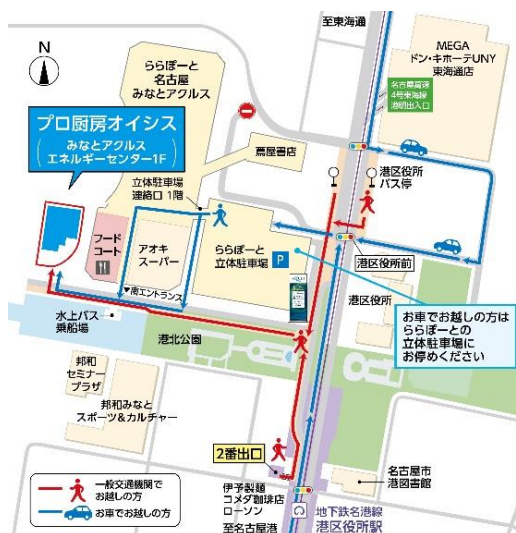 至東海通
MEGA
ドン・キホーテUNY
東海通店
N
ららぽーと
名古屋
みなとアクルス
名古屋高速
4号東海線
港明出入口
プロ厨房オイシス
みなとアクルス
エネルギーセンター1F
蔦屋書店
立体駐車場
連絡口 1階
港区役所
バス停
フード
コート
アオキ
スーパー
ららぽーと
立体駐車場
P
港区役所前
▼南エントランス
港区役所
水上バス
乗船場
港北公園
お車でお越しの方は
ららぽーとの
立体駐車場に
お停めください
邦和
セミナー
プラザ
邦和みなと
スポーツ&カルチャー
2番出口
名古屋市
港図書館
一般交通機関で
お越しの方
お車でお越しの方
伊予製麺
コメダ珈琲店
ローソン
至名古屋港
地下鉄名港線
港区役所駅